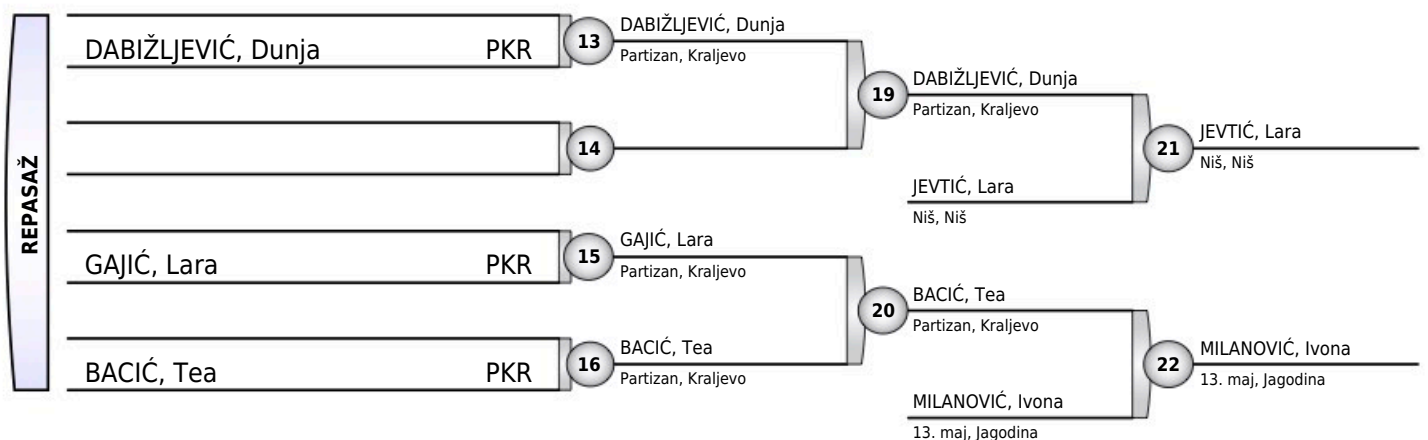 REPASAŽ
DABIŽLJEVIĆ, Dunja PKR
GAJIĆ, Lara PKR
BACIĆ, Tea PKR
13
DABIŽLJEVIĆ, Dunja
Partizan, Kraljevo
14
15
GAJIĆ, Lara
Partizan, Kraljevo
16
BACIĆ, Tea
Partizan, Kraljevo
19
DABIŽLJEVIĆ, Dunja
Partizan, Kraljevo
JEVTIĆ, Lara
Niš, Niš
20
BACIĆ, Tea
Partizan, Kraljevo
MILANOVIĆ, Ivona
13. maj, Jagodina
21
JEVTIĆ, Lara
Niš, Niš
22
MILANOVIĆ, Ivona
13. maj, Jagodina